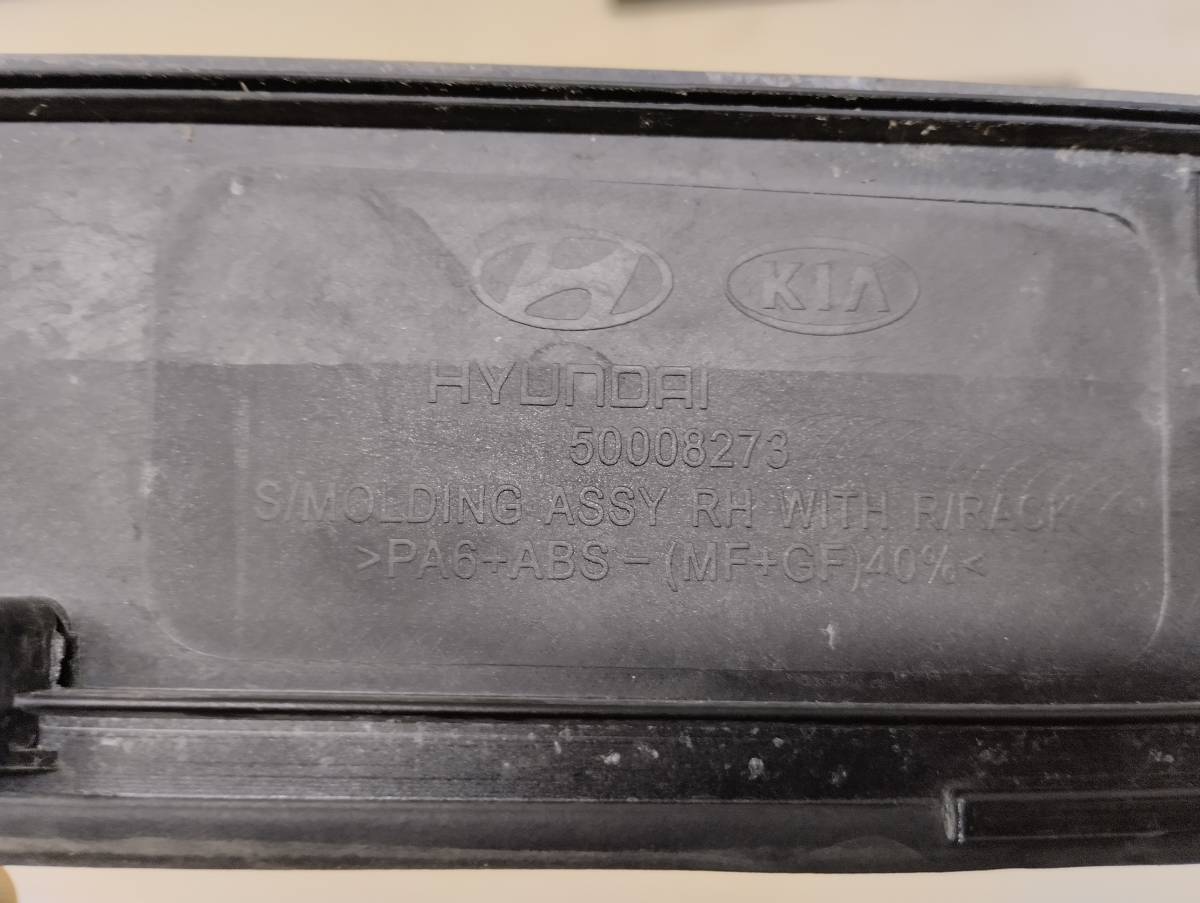 KIA
HYUNDAI
50008273
S/MOLDING ASSY RH WITH R/RACK
>PA6+ABS-(MF+GF)40%<